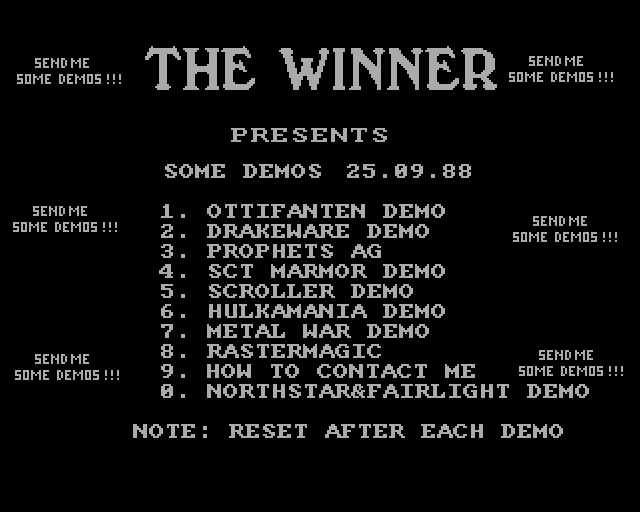 SEND ME
SOME DEMOS !!!
THE WINNER
SEND ME
SOME DEMOS !!!
PRESENTS
SOME DEMOS 25.09.88
SEND ME
SOME DEMOS !!!
SEND ME
SOME DEMOS !!!
1. OTTIFANTEN DEMO
2. DRAKEWARE DEMO
3. PROPHETS AG
4. SCT MARMOR DEMO
5. SCROLLER DEMO
6. HULKAMANIA DEMO
7. METAL WAR DEMO
8. RASTERMAGIC
9. HOW TO CONTACT ME
0. NORTHSTAR&FAIRLIGHT DEMO
SEND ME
SOME DEMOS !!!
SEND ME
SOME DEMOS !!!
NOTE: RESET AFTER EACH DEMO